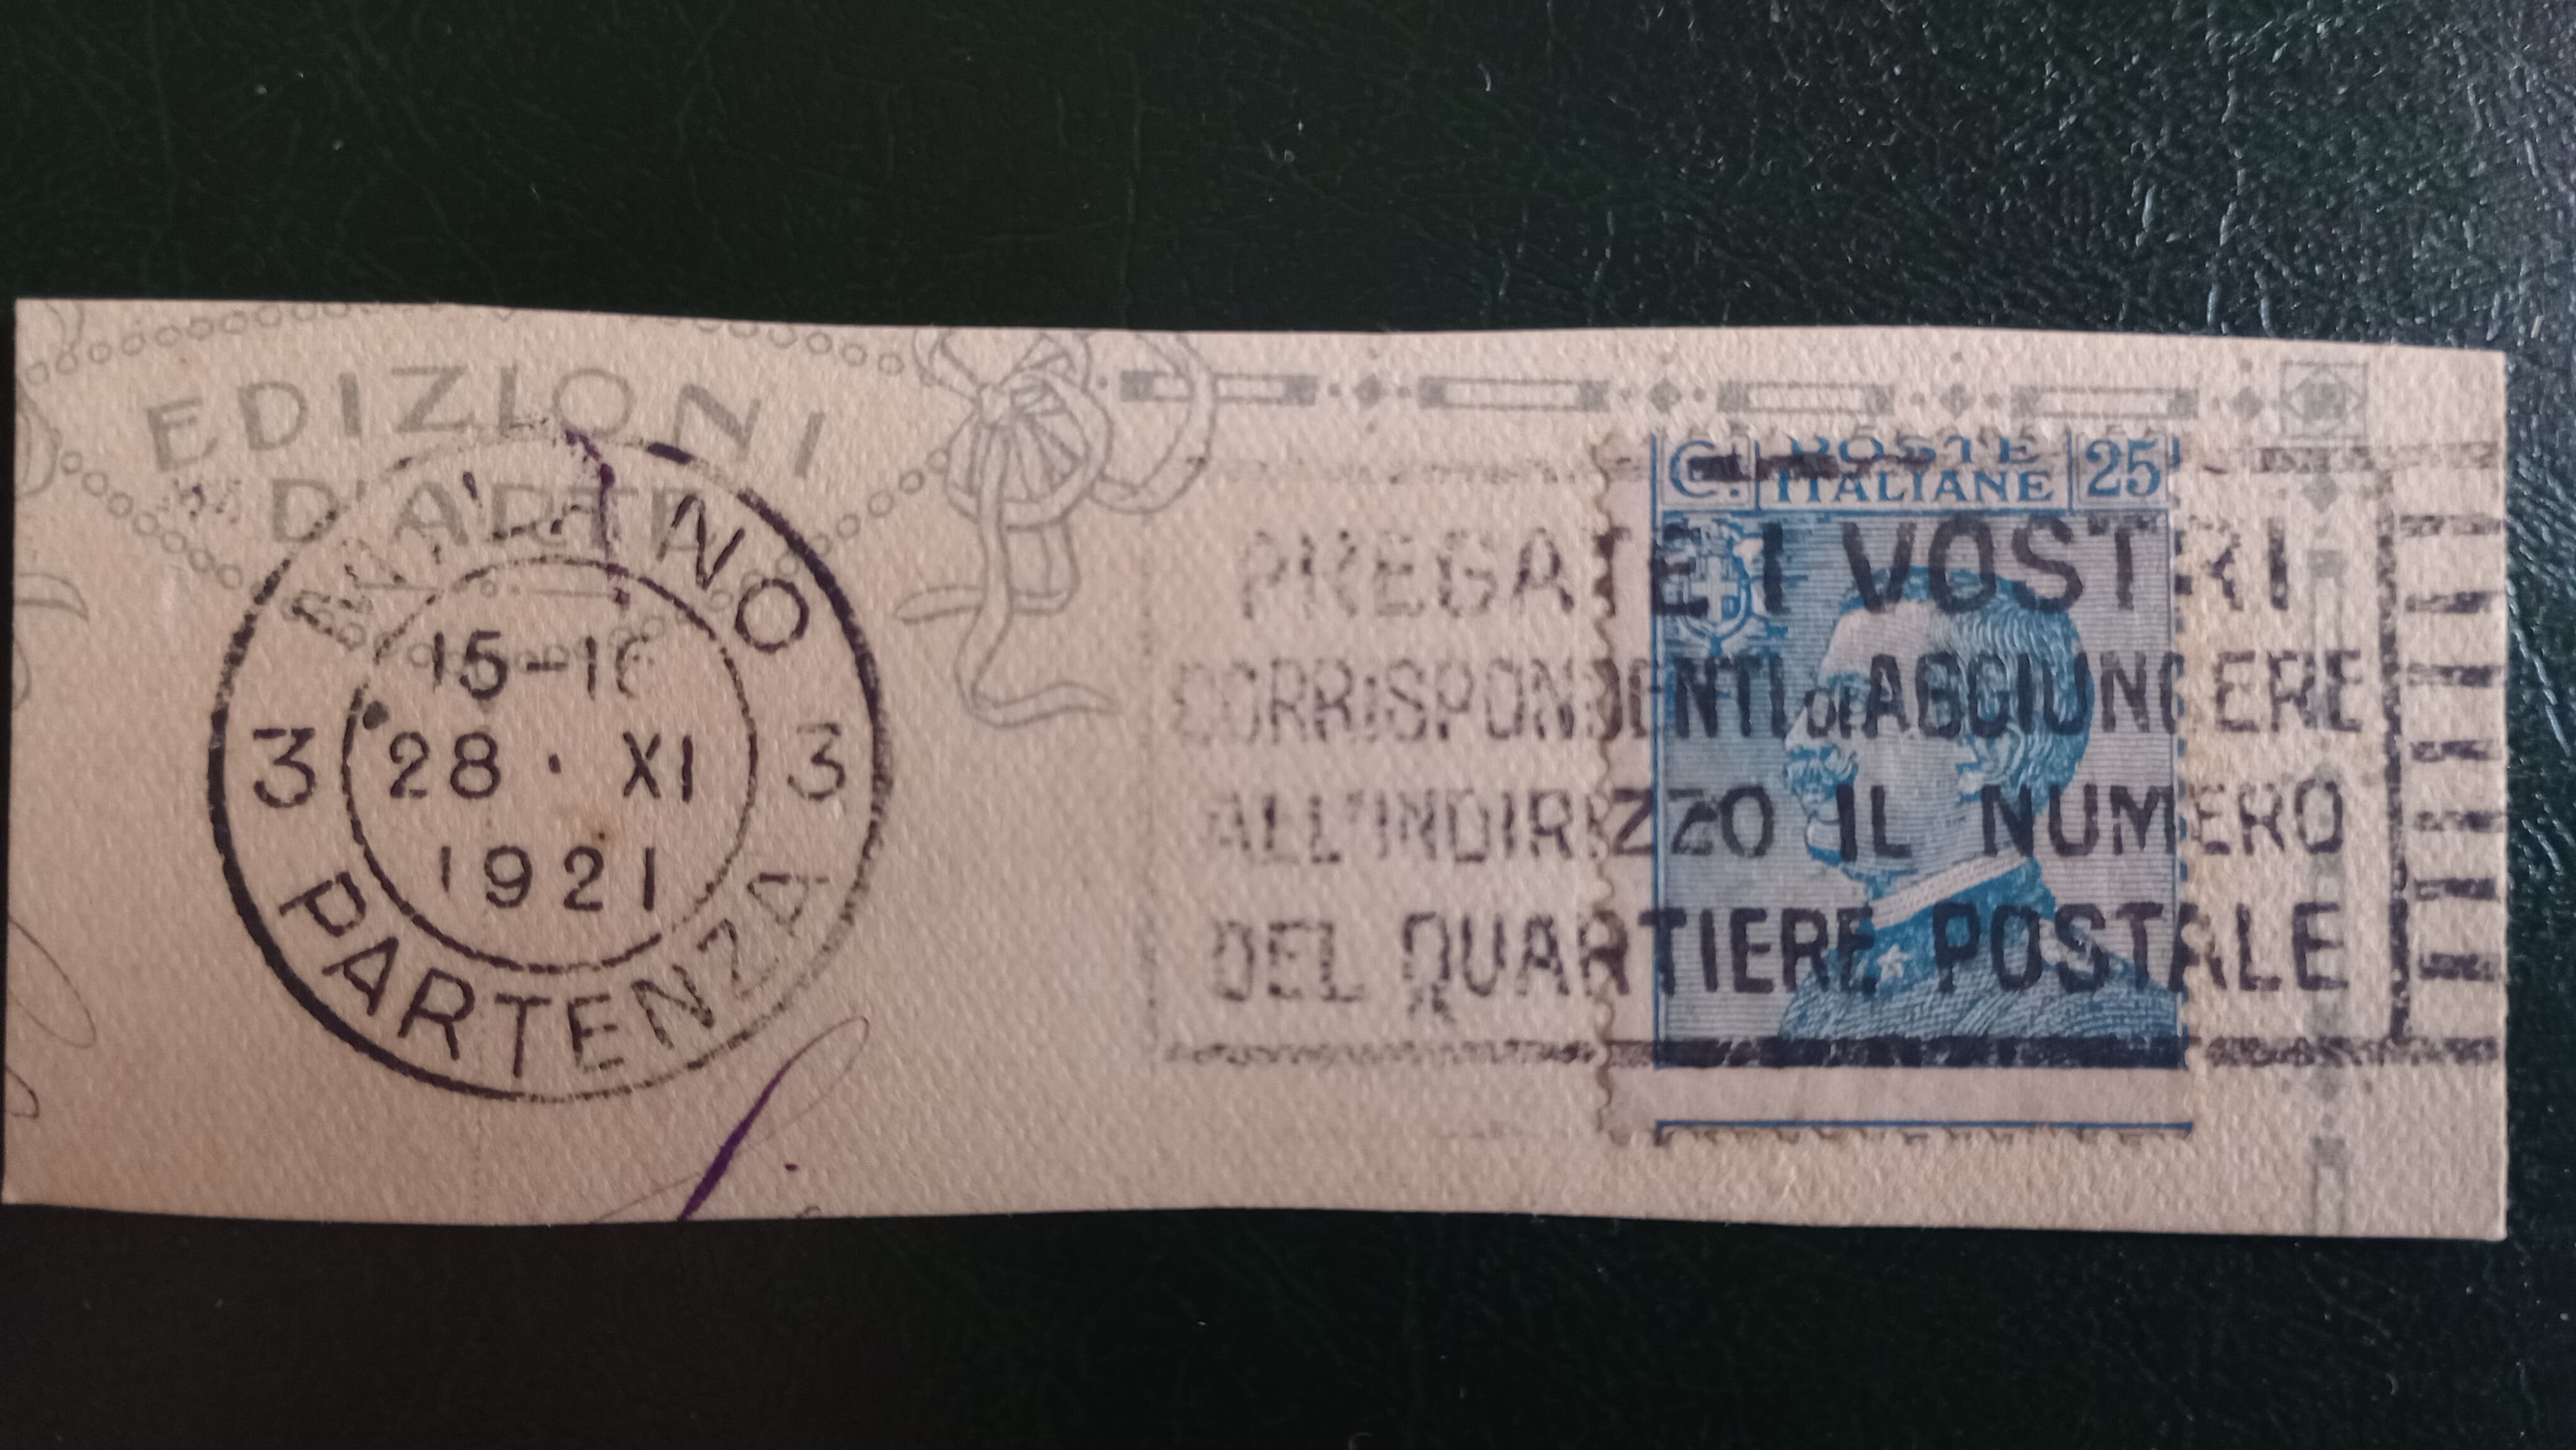 EDIZIONI
D'ARTE
15-1
3 28 · XI 3
1921
PARTENZA
C. POSTE 25
ITALIANE
PREGATE I VOSTRI
CORRISPONDENTI DI AGGIUNGERE
ALL'INDIRIZZO IL NUMERO
DEL QUARTIERE POSTALE